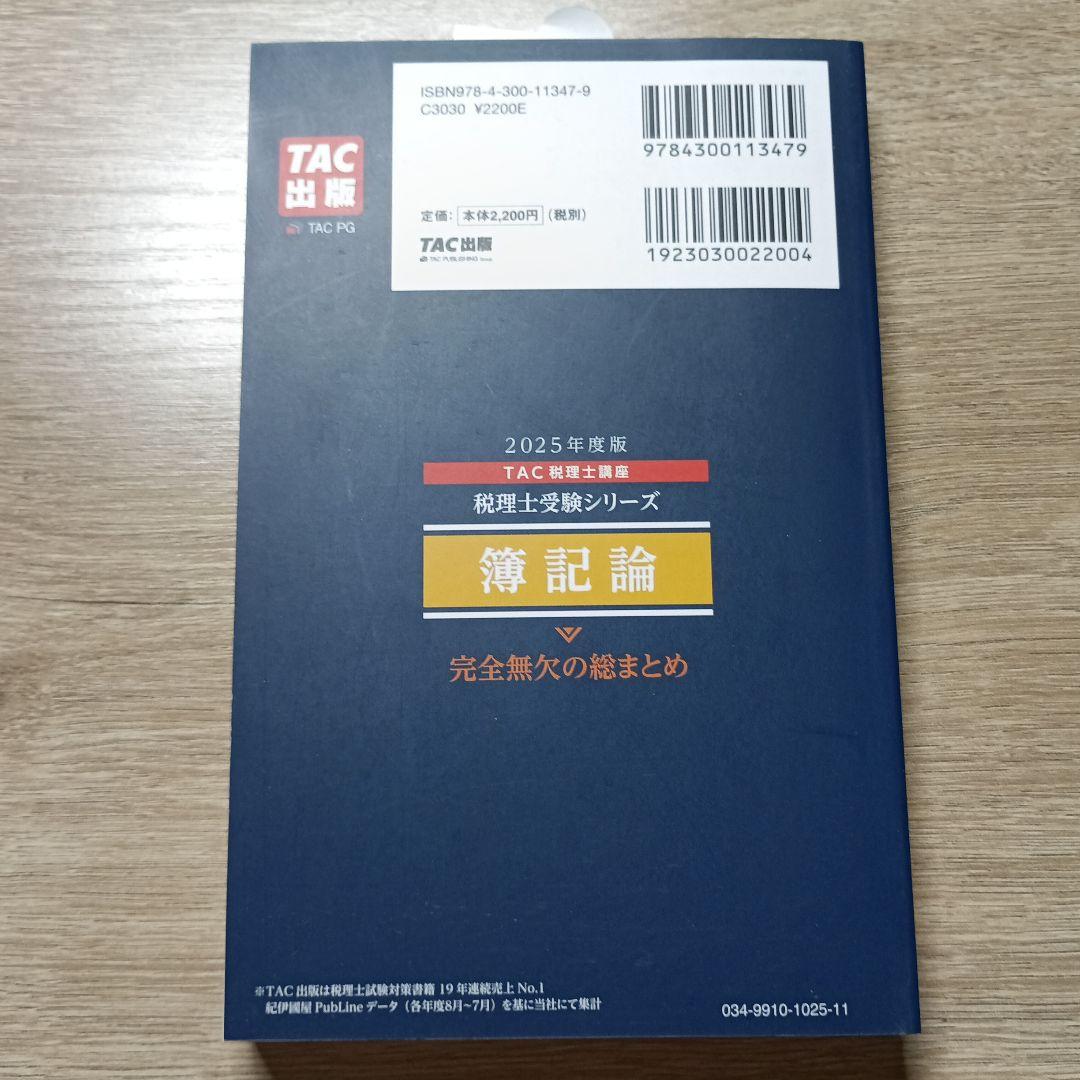 ISBN978-4-300-11347-9
C3030 ¥2200E
9784300113479
TAC
出版
TAC PG
定価: 本体2,200円 (税別)
TAC出版
TAC PUBLISHING Group
1923030022004
2025年度版
TAC 税理士講座
税理士受験シリーズ
簿記論
完全無欠の総まとめ
※TAC出版は税理士試験対策書籍 19年連続売上 No.1
紀伊國屋 PubLine データ (各年度8月~7月) を基に当社にて集計
034-9910-1025-11